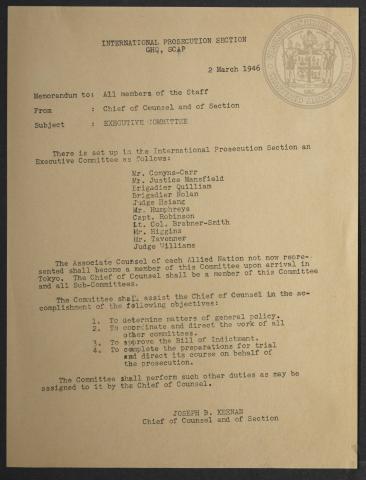 INTERNATIONAL PROSECUTION SECTION
GHQ, SCAP
2 March 1946
Memorandum to: All members of the Staff
From : Chief of Counsel and of Section
Subject : EXECUTIVE COMMITTEE
There is set up in the International Prosecution Section an
Executive Committee as follows:
Mr. Comyns-Carr
Mr. Justice Mansfield
Brigadier Quilliam
Brigadier Nolan
Judge Hsiang
Mr. Humphreys
Capt. Robinson
Lt. Col. Brabner-Smith
Mr. Higgins
Mr. Tavenner
Judge Williams
The Associate Counsel of each Allied Nation not now repre-
sented shall become a member of this Committee upon arrival in
Tokyo. The Chief of Counsel shall be a member of this Committee
and all Sub-Committees.
The Committee shall assist the Chief of Counsel in the ac-
complishment of the following objectives:
1. To determine matters of general policy.
2. To coordinate and direct the work of all
other committees.
3. To approve the Bill of Indictment.
4. To complete the preparations for trial
and direct its course on behalf of
the prosecution.
The Committee shall perform such other duties as may be
assigned to it by the Chief of Counsel.
JOSEPH B. KEENAN
Chief of Counsel and of Section